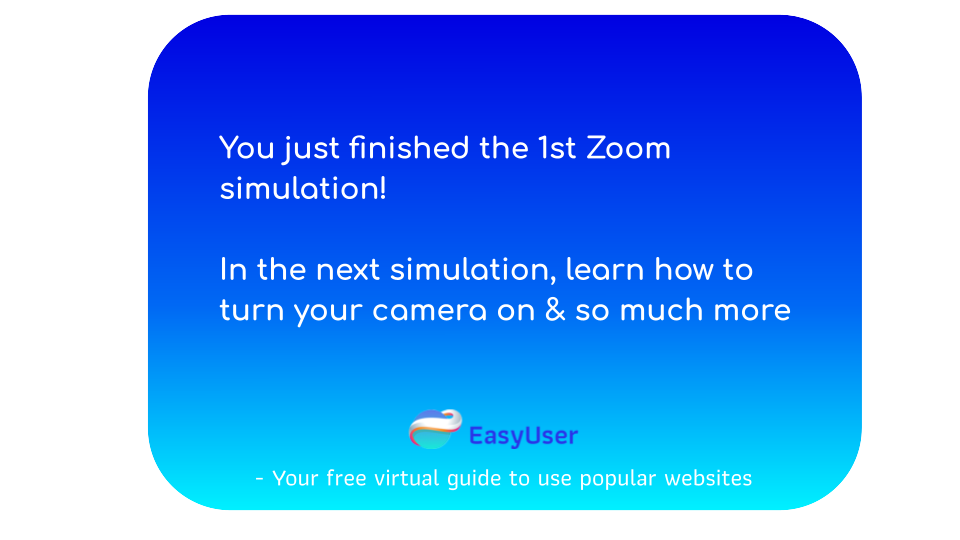 You just finished the 1st Zoom
simulation!
In the next simulation, learn how to
turn your camera on & so much more
EasyUser
- Your free virtual guide to use popular websites